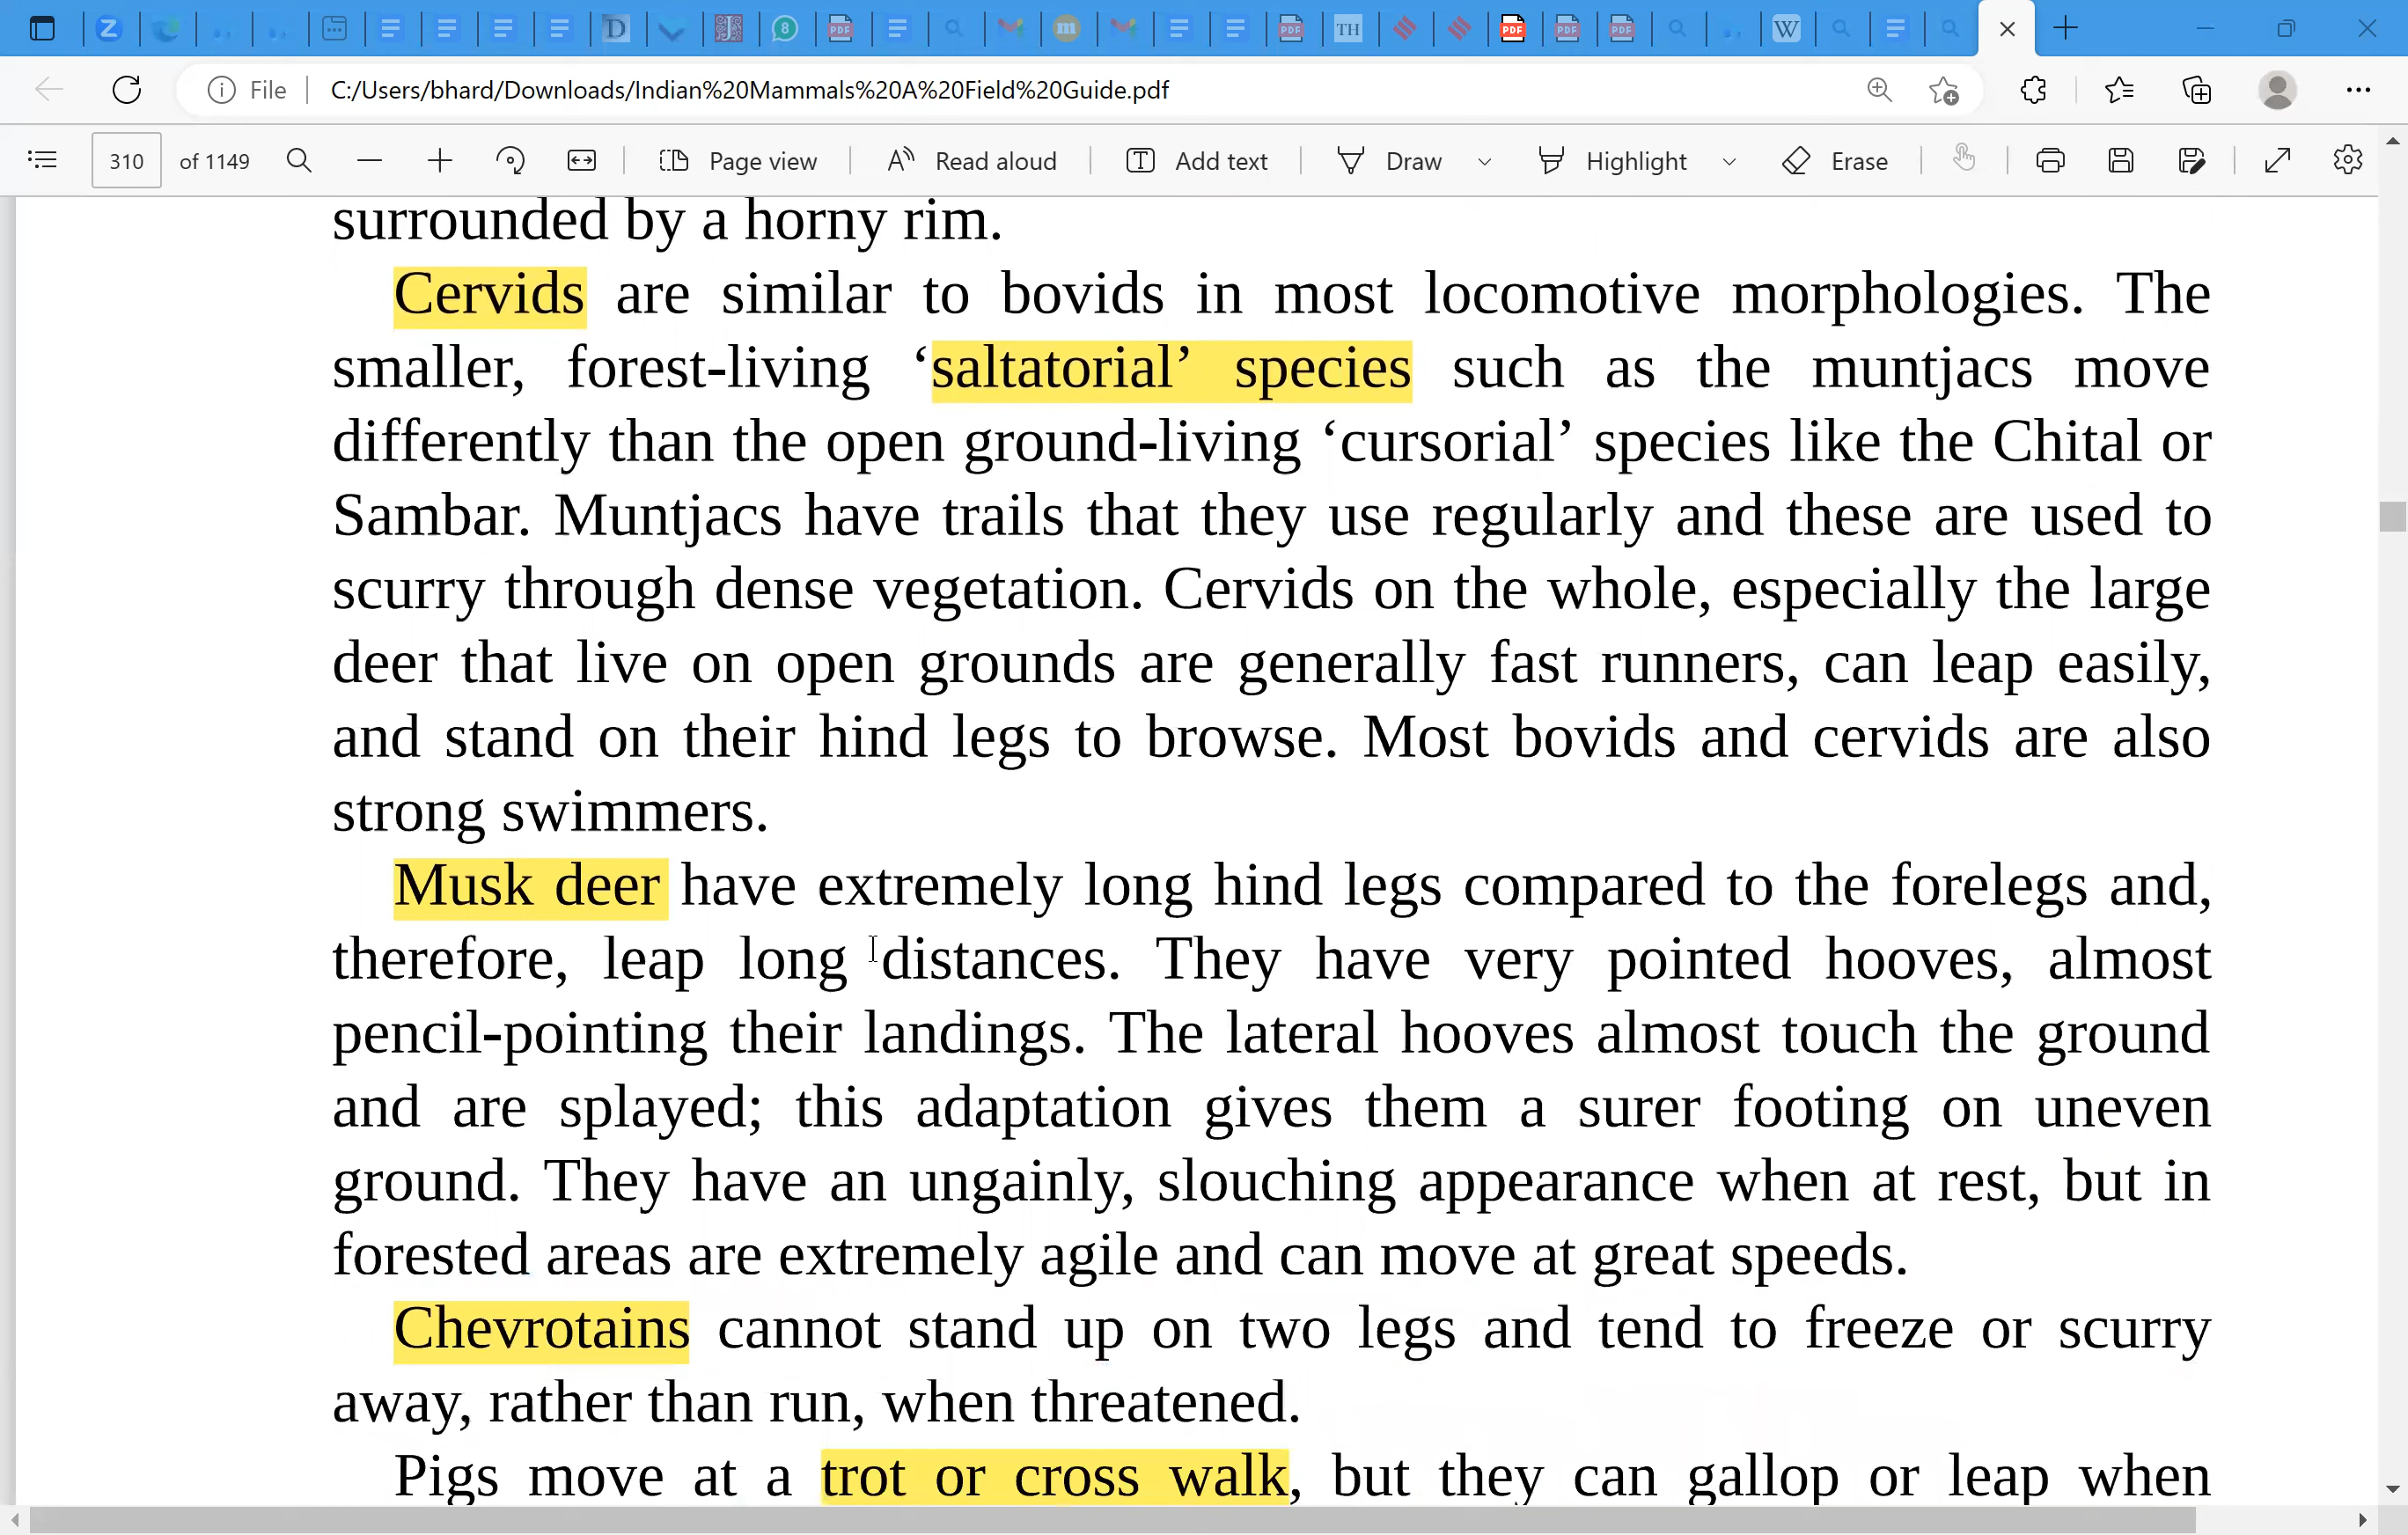 8
TH
W
File
C:/Users/bhard/Downloads/Indian%20Mammals%20A%20Field%20Guide.pdf
310 of 1149 Page view Read aloud Add text Draw Highlight Erase
surrounded by a horny rim.
Cervids are similar to bovids in most locomotive morphologies. The
smaller, forest-living ‘saltatorial’ species such as the muntjacs move
differently than the open ground-living ‘cursorial’ species like the Chital or
Sambar. Muntjacs have trails that they use regularly and these are used to
scurry through dense vegetation. Cervids on the whole, especially the large
deer that live on open grounds are generally fast runners, can leap easily,
and stand on their hind legs to browse. Most bovids and cervids are also
strong swimmers.
Musk deer have extremely long hind legs compared to the forelegs and,
therefore, leap long distances. They have very pointed hooves, almost
pencil-pointing their landings. The lateral hooves almost touch the ground
and are splayed; this adaptation gives them a surer footing on uneven
ground. They have an ungainly, slouching appearance when at rest, but in
forested areas are extremely agile and can move at great speeds.
Chevrotains cannot stand up on two legs and tend to freeze or scurry
away, rather than run, when threatened.
Pigs move at a trot or cross walk, but they can gallop or leap when